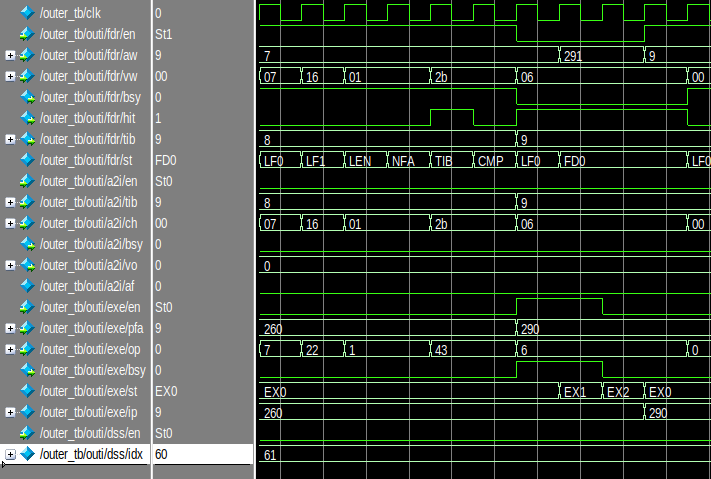 /outer_tb/clk 0
/outer_tb/outi/fdr/en St1
/outer_tb/outi/fdr/aw 9 7 291 9
/outer_tb/outi/fdr/vw 00 07 16 01 2b 06 00
/outer_tb/outi/fdr/bsy 0
/outer_tb/outi/fdr/hit 1
/outer_tb/outi/fdr/tib 9 8 9
/outer_tb/outi/fdr/st FD0 LF0 LF1 LEN NFA TIB CMP LF0 FD0 LF0
/outer_tb/outi/a2i/en St0
/outer_tb/outi/a2i/tib 9 8 9
/outer_tb/outi/a2i/ch 00 07 16 01 2b 06 00
/outer_tb/outi/a2i/bsy 0
/outer_tb/outi/a2i/vo 0 0
/outer_tb/outi/a2i/af 0
/outer_tb/outi/exe/en St0
/outer_tb/outi/exe/pfa 9 260 290
/outer_tb/outi/exe/op 0 7 22 1 43 6 0
/outer_tb/outi/exe/bsy 0
/outer_tb/outi/exe/st EX0 EX0 EX1 EX2 EX0
/outer_tb/outi/exe/ip 9 260 290
/outer_tb/outi/dss/en St0
/outer_tb/outi/dss/idx 60 61